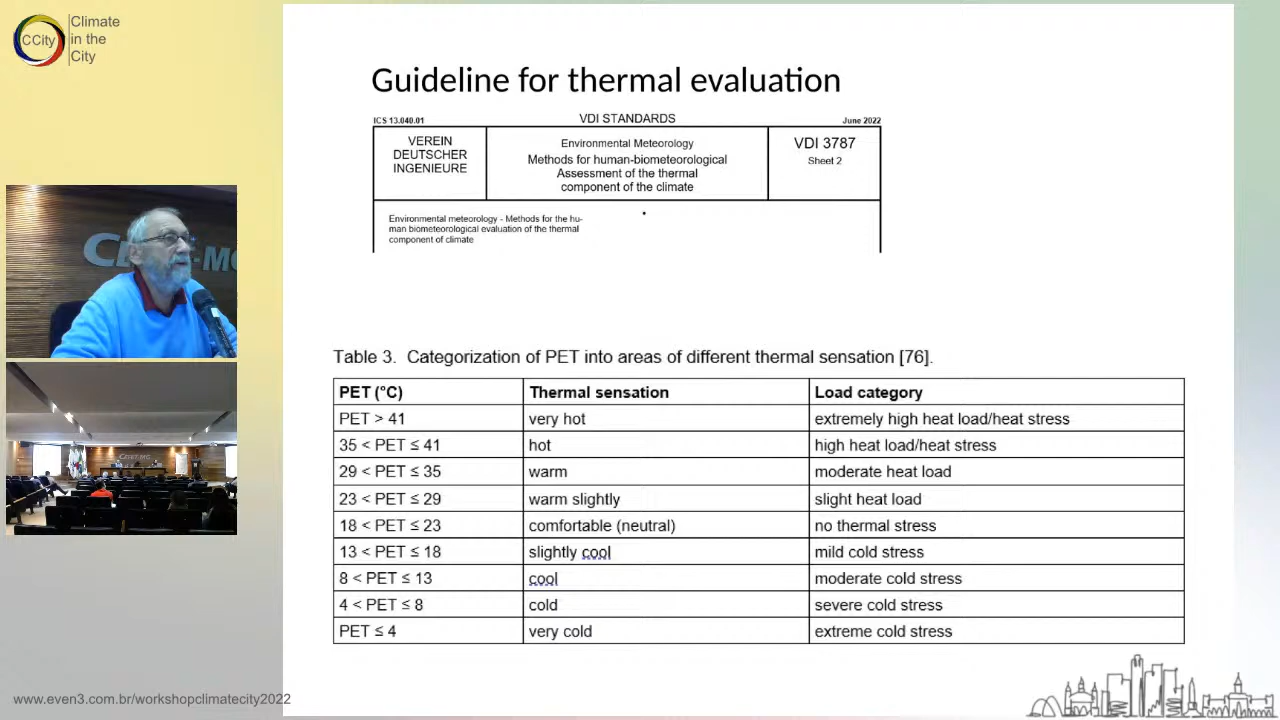 CCity
Climate
in the
City
Guideline for thermal evaluation
ICS 13.040.01
VDI STANDARDS
June 2022
VEREIN
DEUTSCHER
INGENIEURE
Environmental Meteorology
Methods for human-biometeorological
Assessment of the thermal
component of the climate
VDI 3787
Sheet 2
Environmental meteorology - Methods for the hu-
man biometeorological evaluation of the thermal
component of climate
Table 3. Categorization of PET into areas of different thermal sensation [76].
PET (°C) Thermal sensation Load category
PET > 41 very hot extremely high heat load/heat stress
35 < PET ≤ 41 hot high heat load/heat stress
29 < PET ≤ 35 warm moderate heat load
23 < PET ≤ 29 warm slightly slight heat load
18 < PET ≤ 23 comfortable (neutral) no thermal stress
13 < PET ≤ 18 slightly cool mild cold stress
8 < PET ≤ 13 cool moderate cold stress
4 < PET ≤ 8 cold severe cold stress
PET ≤ 4 very cold extreme cold stress
www.even3.com.br/workshopclimatecity2022